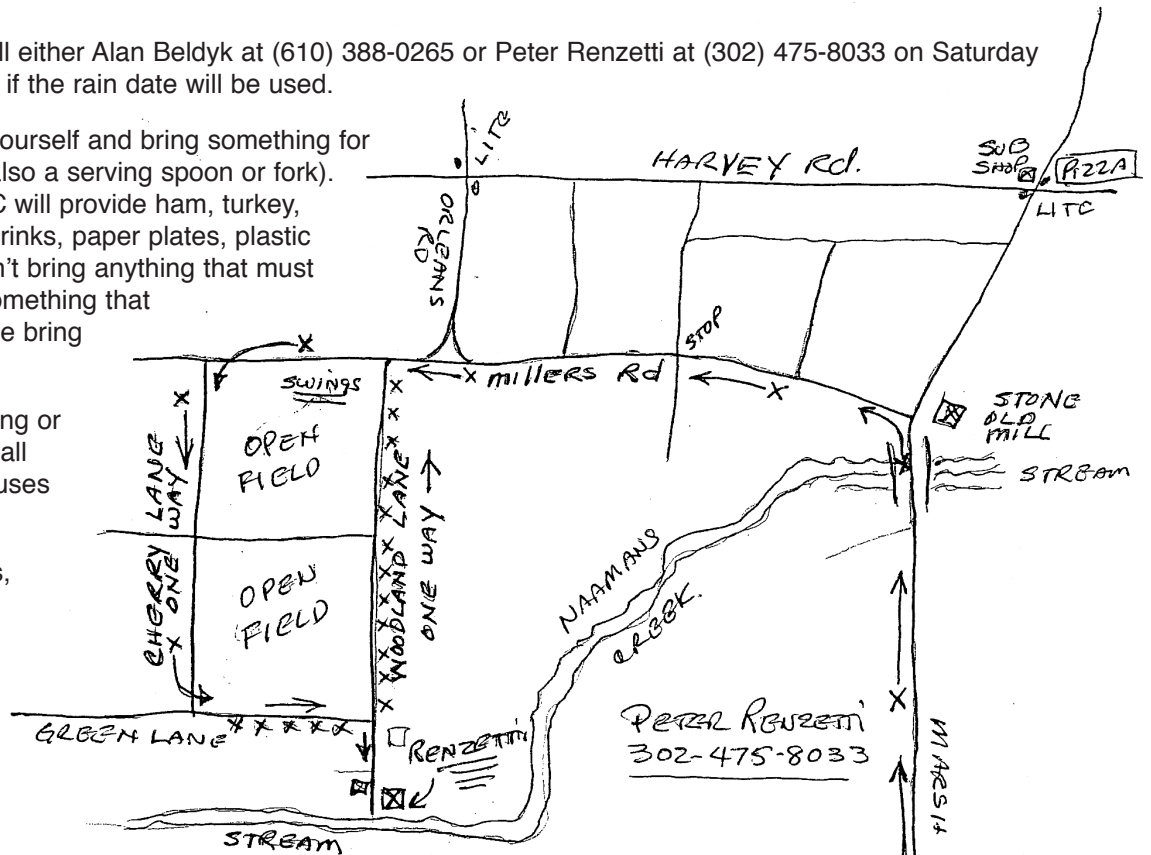 ll either Alan Beldyk at (610) 388-0265 or Peter Renzetti at (302) 475-8033 on Saturday
if the rain date will be used.
ourself and bring something for
also a serving spoon or fork).
C will provide ham, turkey,
rinks, paper plates, plastic
n't bring anything that must
omething that
e bring
ng or
all
uses
s,
LITE
HARVEY Rd.
SUB
SHOP
PIZZA
LITE
ORLEANS
RD
STOP
SWINGS
MILLERS Rd
STONE
OLD
MILL
STREAM
OPEN
FIELD
CHERRY LANE
ONE WAY
WOODLAND LANE
ONE WAY
OPEN
FIELD
NAAMANS
CREEK.
GREEN LANE
RENZETTI
PETER RENZETTI
302-475-8033
MARSH
STREAM